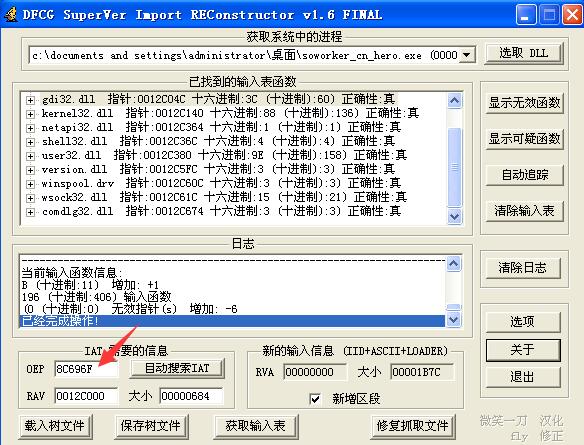 DFCG SuperVer Import REConstructor v1.6 FINAL
获取系统中的进程
c:\documents and settings\administrator\桌面\soworker_cn_hero.exe (0000
选取 DLL
已找到的输入表函数
gdi32.dll 指针:0012C04C 十六进制:3C (十进制):60) 正确性:真
kernel32.dll 指针:0012C140 十六进制:88 (十进制):136) 正确性:真
netapi32.dll 指针:0012C364 十六进制:1 (十进制):1) 正确性:真
shell32.dll 指针:0012C36C 十六进制:4 (十进制):4) 正确性:真
user32.dll 指针:0012C380 十六进制:9E (十进制):158) 正确性:真
version.dll 指针:0012C5FC 十六进制:3 (十进制):3) 正确性:真
winspool.drv 指针:0012C60C 十六进制:3 (十进制):3) 正确性:真
wsock32.dll 指针:0012C61C 十六进制:15 (十进制):21) 正确性:真
comdlg32.dll 指针:0012C674 十六进制:3 (十进制):3) 正确性:真
显示无效函数
显示可疑函数
自动追踪
清除输入表
日志
当前输入函数信息:
B (十进制:11) 增加: +1
196 (十进制:406) 输入函数
(0 (十进制:0) 无效指针(s) 增加: -6
已经完成操作!
清除日志
IAT 需要的信息
OEP 8C696F 自动搜索IAT
RAV 0012C000 大小 00000684
新的输入信息 (IID+ASCII+LOADER)
RVA 00000000 大小 00001B7C
新增区段
选项
关于
退出
载入树文件 保存树文件 获取输入表 修复抓取文件
微笑一刀 汉化
fly 修正